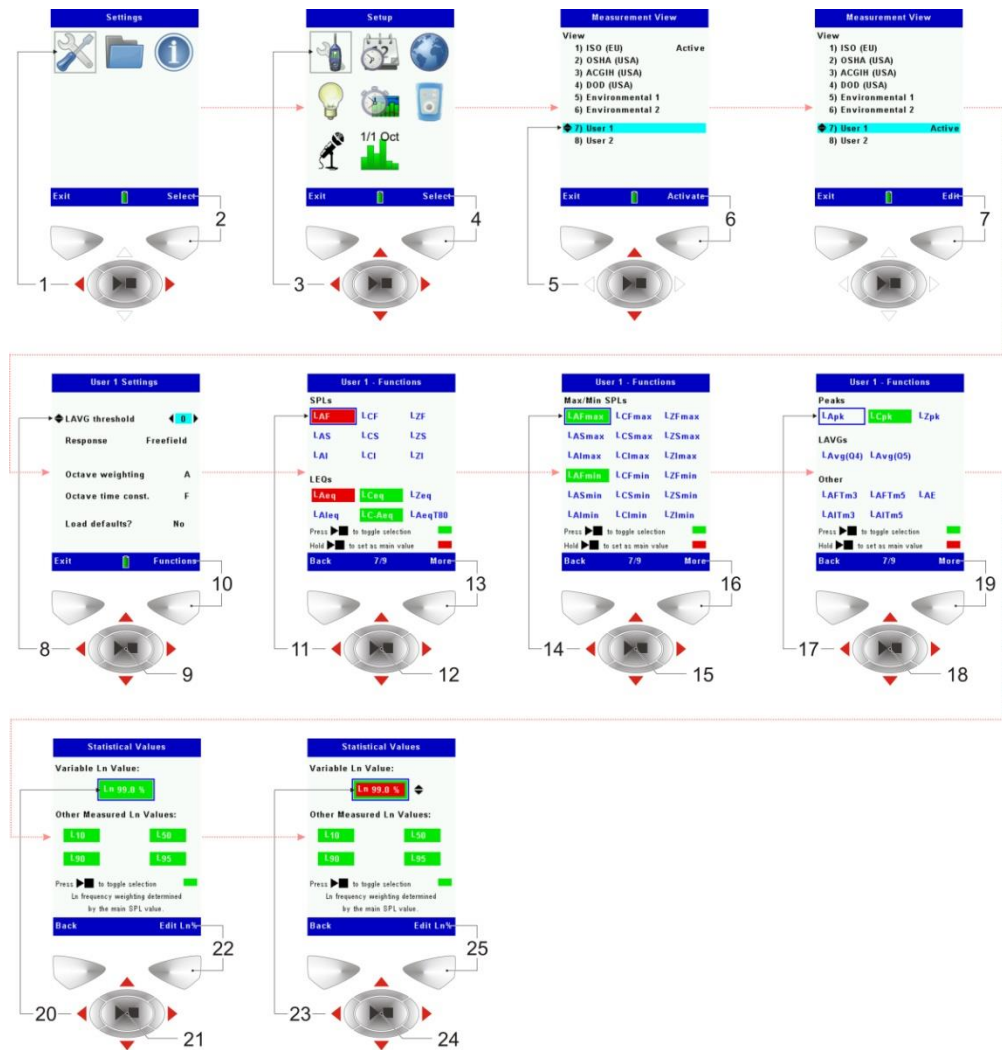 Settings
Exit
Select
2
1
Setup
12
1/1 Oct
Exit
Select
4
3
Measurement View
View
1) ISO (EU) Active
2) OSHA (USA)
3) ACGIH (USA)
4) DOD (USA)
5) Environmental 1
6) Environmental 2
7) User 1
8) User 2
Exit
Activate
6
5
Measurement View
View
1) ISO (EU)
2) OSHA (USA)
3) ACGIH (USA)
4) DOD (USA)
5) Environmental 1
6) Environmental 2
7) User 1 Active
8) User 2
Exit
Edit
7
User 1 Settings
LAVG threshold 0
Response Freefield
Octave weighting A
Octave time const. F
Load defaults? No
Exit
Functions
10
8
9
User 1 - Functions
SPLs
LAF LCF LZF
LAS LCS LZS
LAI LCI LZI
LEQs
LAeq LCeq LZeq
LAIeq LC-Aeq LAeqT80
Press to toggle selection
Hold to set as main value
Back 7/9 More
13
11
12
User 1 - Functions
Max/Min SPLs
LAFmax LCFmax LZFmax
LASmax LCSmax LZSmax
LAImax LCImax LZImax
LAFmin LCFmin LZFmin
LASmin LCSmin LZSmin
LAImin LCImin LZImin
Press to toggle selection
Hold to set as main value
Back 7/9 More
16
14
15
User 1 - Functions
Peaks
LApk LCpk LZpk
LAVGs
LAvg(Q4) LAvg(Q5)
Other
LAFTm3 LAFTm5 LAE
LAITm3 LAITm5
Press to toggle selection
Hold to set as main value
Back 7/9 More
19
17
18
Statistical Values
Variable Ln Value:
Ln 99.0 %
Other Measured Ln Values:
L10 L50
L90 L95
Press to toggle selection
Ln frequency weighting determined
by the main SPL value.
Back Edit Ln%
22
20
21
Statistical Values
Variable Ln Value:
Ln 99.0 %
Other Measured Ln Values:
L10 L50
L90 L95
Press to toggle selection
Ln frequency weighting determined
by the main SPL value.
Back Edit Ln%
25
23
24